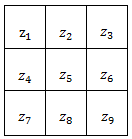 z₁ z₂ z₃
z₄ z₅ z₆
z₇ z₈ z₉